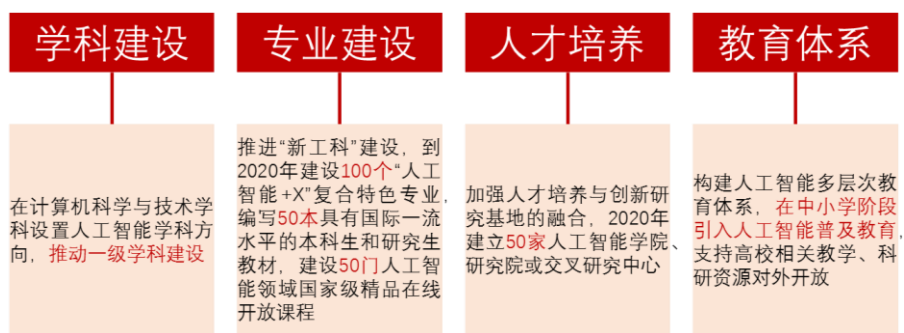 学科建设
在计算机科学与技术学
科设置人工智能学科方
向，推动一级学科建设
专业建设
推进“新工科”建设，到
2020年建设100个“人工
智能+X”复合特色专业，
编写50本具有国际一流
水平的本科生和研究生
教材，建设50门人工智
能领域国家级精品在线
开放课程
人才培养
加强人才培养与创新研
究基地的融合，2020年
建立50家人工智能学院、
研究院或交叉研究中心
教育体系
构建人工智能多层次教
育体系，在中小学阶段
引入人工智能普及教育，
支持高校相关教学、科
研资源对外开放